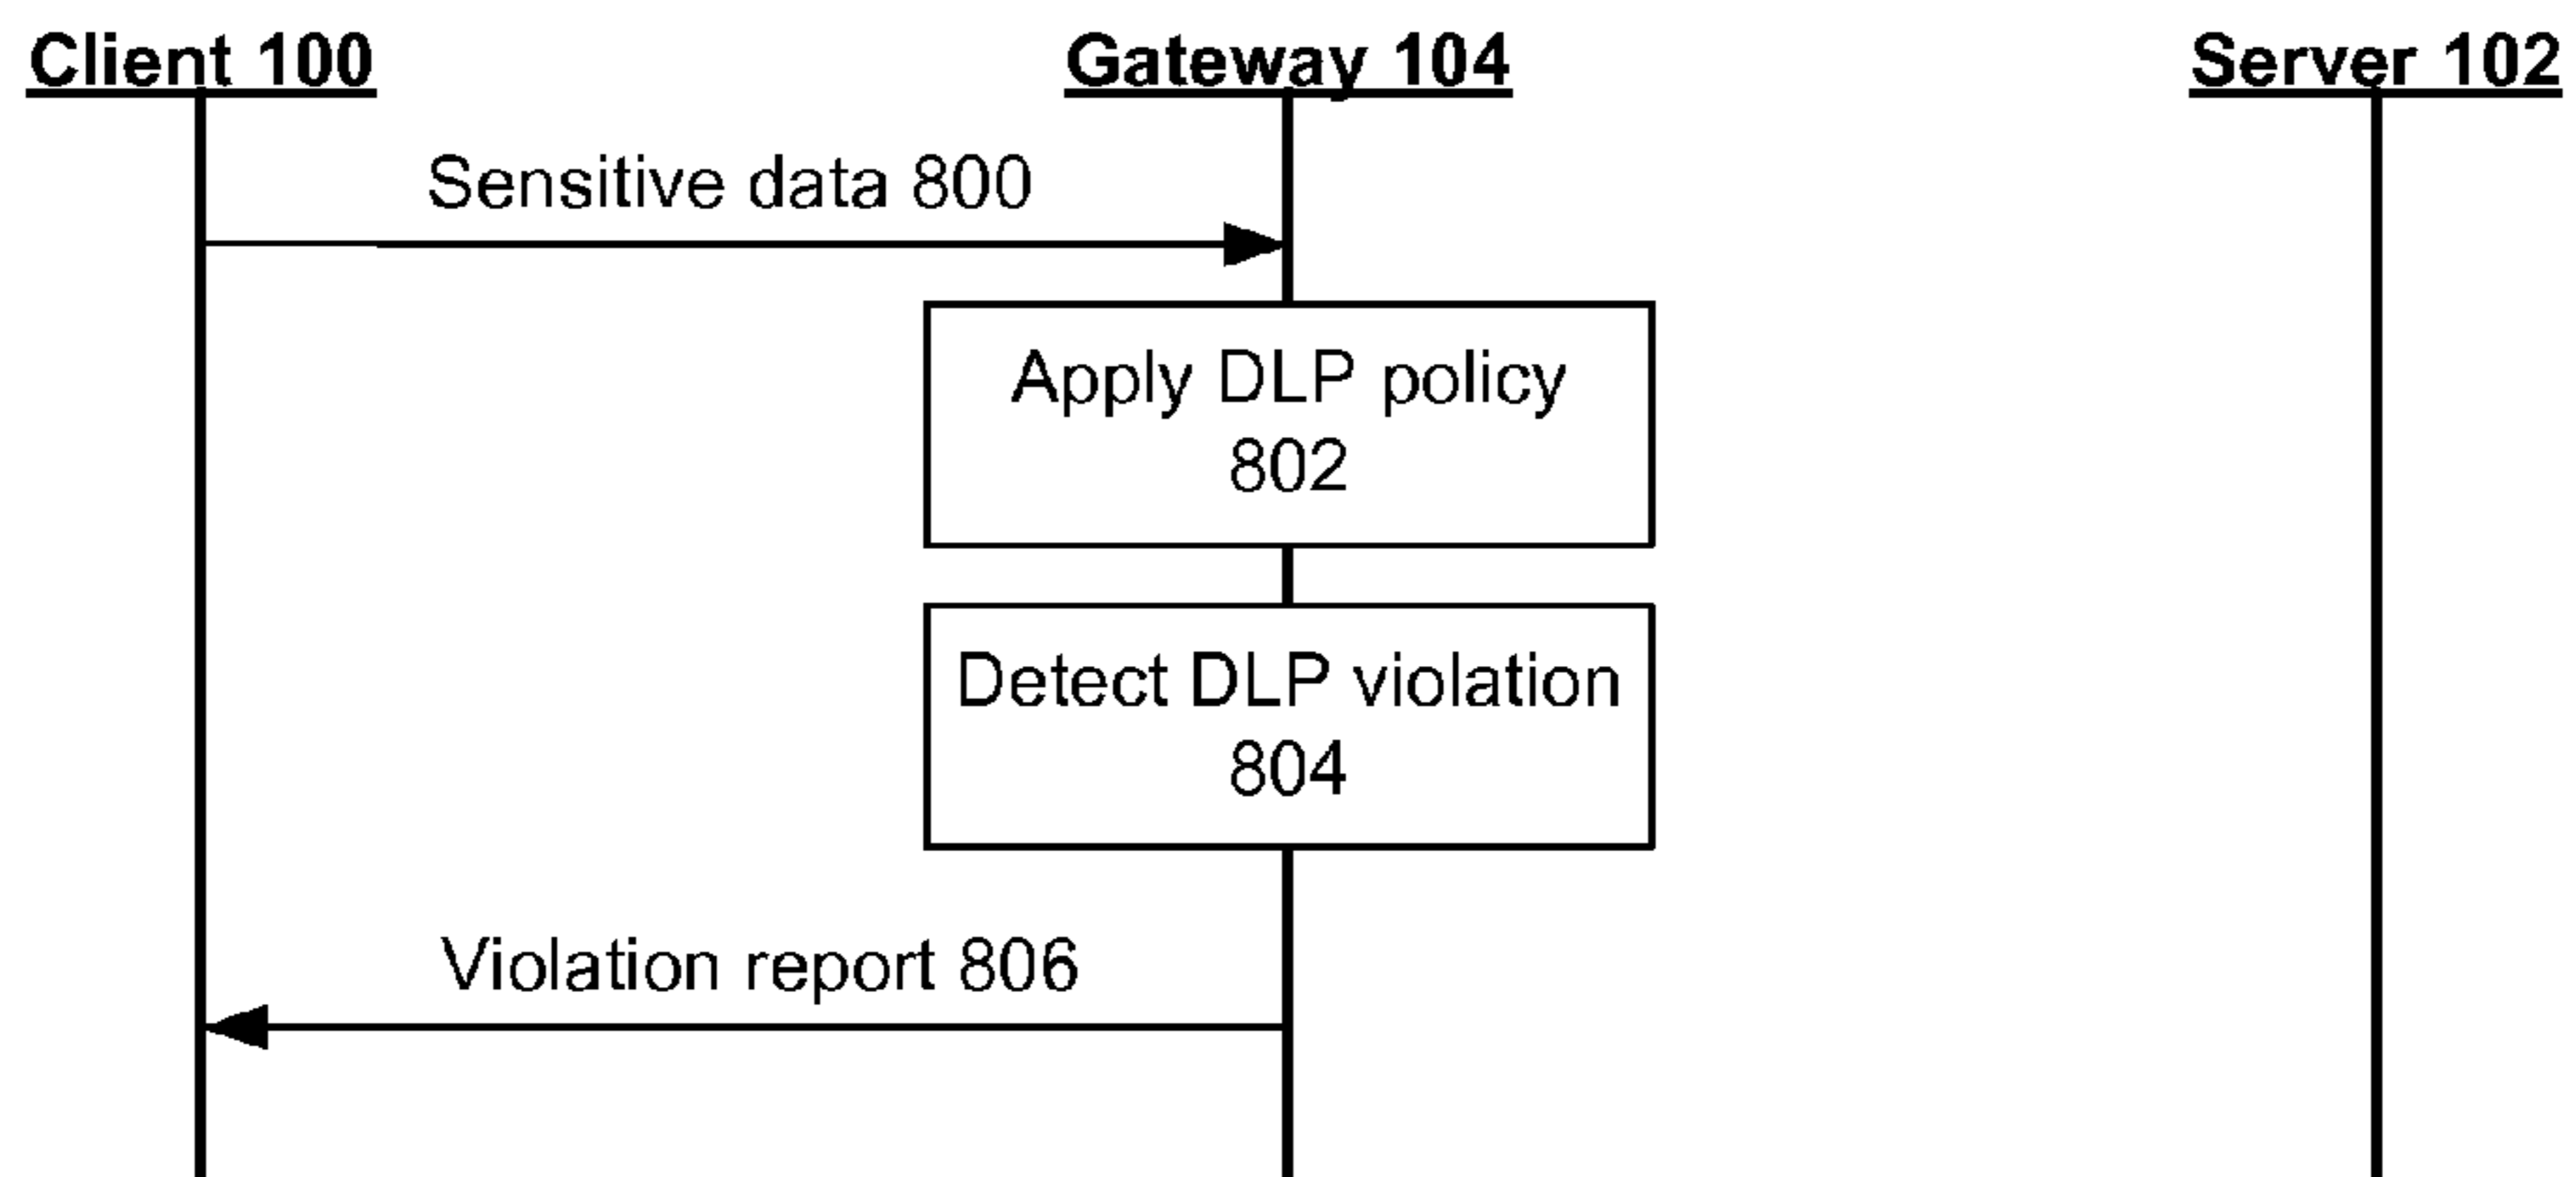 Client 100
Gateway 104
Server 102
Sensitive data 800
Apply DLP policy
802
Detect DLP violation
804
Violation report 806